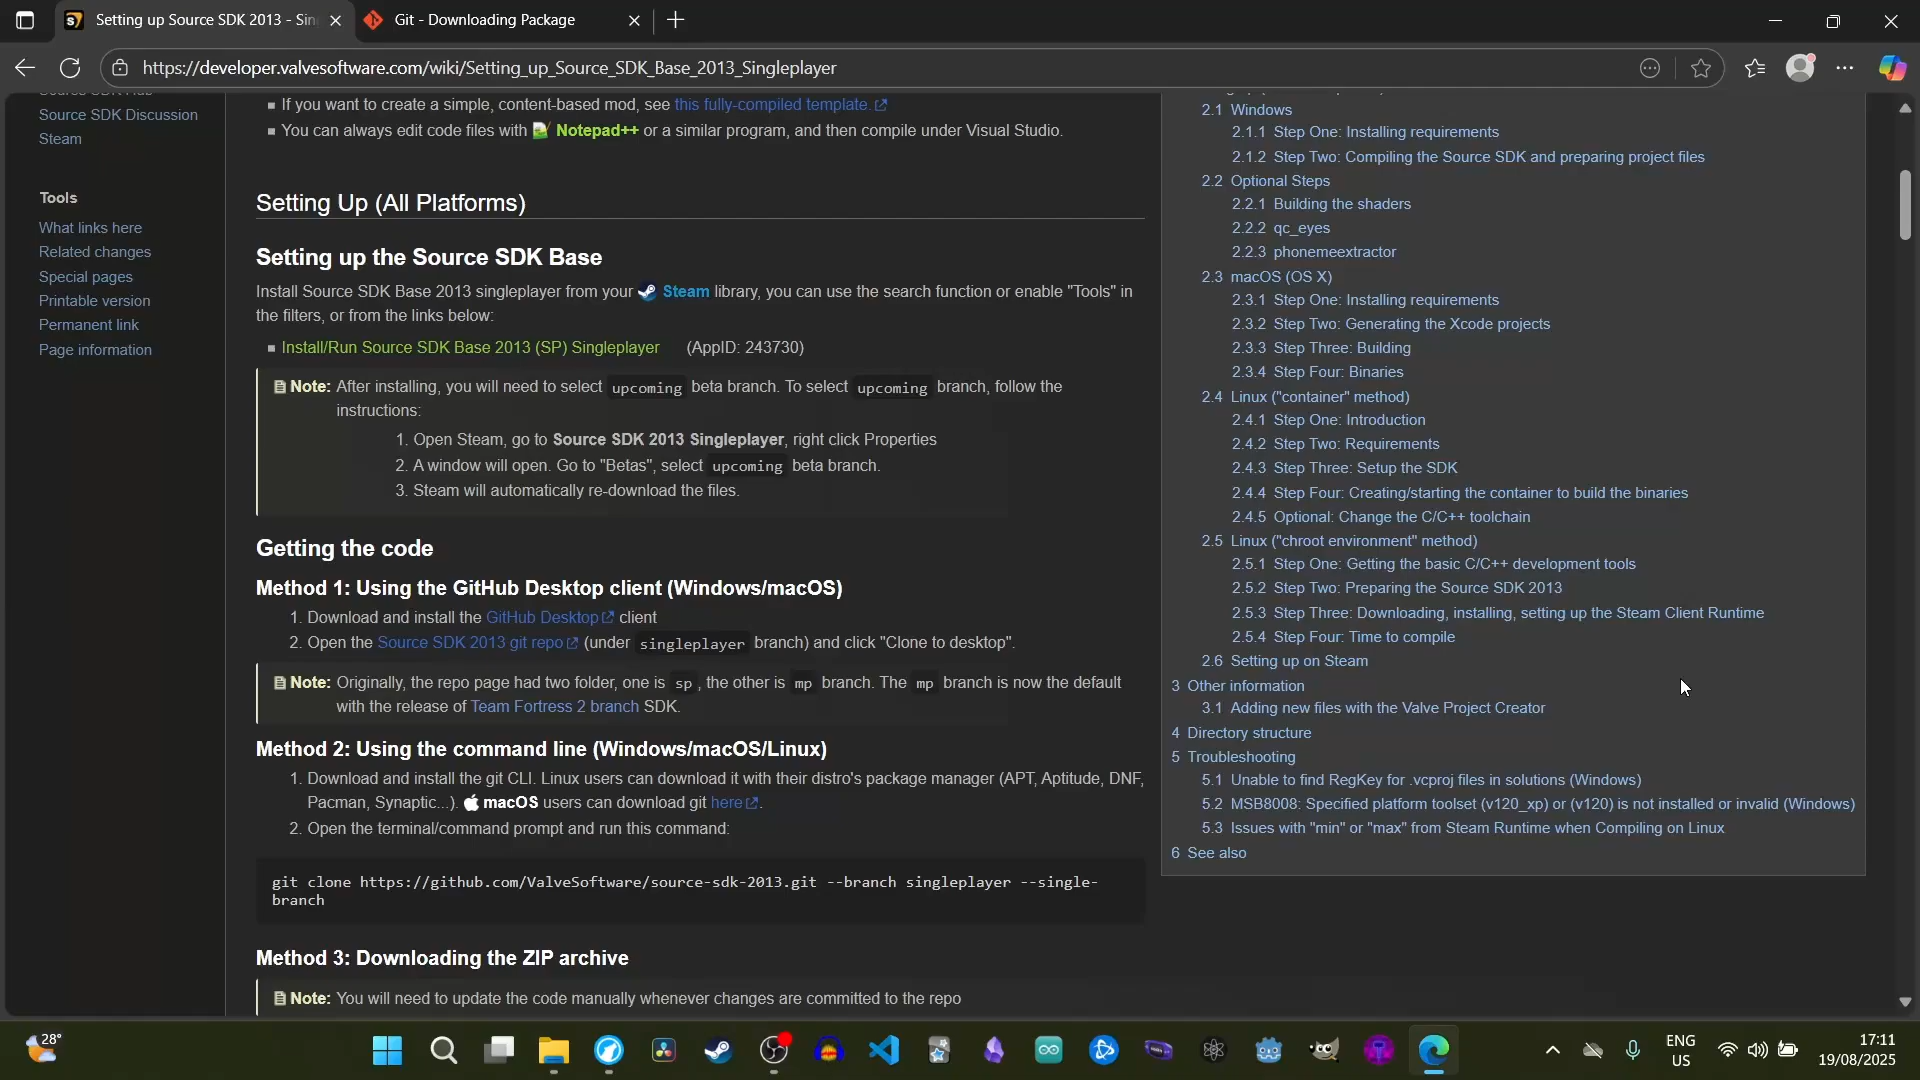 Setting up Source SDK 2013 - Sin
Git - Downloading Package
https://developer.valvesoftware.com/wiki/Setting_up_Source_SDK_Base_2013_Singleplayer
Source SDK Discussion
Steam
Tools
What links here
Related changes
Special pages
Printable version
Permanent link
Page information
If you want to create a simple, content-based mod, see this fully-compiled template.
You can always edit code files with Notepad++ or a similar program, and then compile under Visual Studio.
Setting Up (All Platforms)
Setting up the Source SDK Base
Install Source SDK Base 2013 singleplayer from your Steam library, you can use the search function or enable "Tools" in
the filters, or from the links below:
Install/Run Source SDK Base 2013 (SP) Singleplayer (AppID: 243730)
Note: After installing, you will need to select upcoming beta branch. To select upcoming branch, follow the
instructions:
1. Open Steam, go to Source SDK 2013 Singleplayer, right click Properties
2. A window will open. Go to "Betas", select upcoming beta branch.
3. Steam will automatically re-download the files.
Getting the code
Method 1: Using the GitHub Desktop client (Windows/macOS)
1. Download and install the GitHub Desktop client
2. Open the Source SDK 2013 git repo (under singleplayer branch) and click "Clone to desktop".
Note: Originally, the repo page had two folder, one is sp, the other is mp branch. The mp branch is now the default
with the release of Team Fortress 2 branch SDK.
Method 2: Using the command line (Windows/macOS/Linux)
1. Download and install the git CLI. Linux users can download it with their distro's package manager (APT, Aptitude, DNF,
Pacman, Synaptic...). macOS users can download git here.
2. Open the terminal/command prompt and run this command:
git clone https://github.com/ValveSoftware/source-sdk-2013.git --branch singleplayer --single-
branch
Method 3: Downloading the ZIP archive
Note: You will need to update the code manually whenever changes are committed to the repo
2.1 Windows
2.1.1 Step One: Installing requirements
2.1.2 Step Two: Compiling the Source SDK and preparing project files
2.2 Optional Steps
2.2.1 Building the shaders
2.2.2 qc_eyes
2.2.3 phonemeextractor
2.3 macOS (OS X)
2.3.1 Step One: Installing requirements
2.3.2 Step Two: Generating the Xcode projects
2.3.3 Step Three: Building
2.3.4 Step Four: Binaries
2.4 Linux ("container" method)
2.4.1 Step One: Introduction
2.4.2 Step Two: Requirements
2.4.3 Step Three: Setup the SDK
2.4.4 Step Four: Creating/starting the container to build the binaries
2.4.5 Optional: Change the C/C++ toolchain
2.5 Linux ("chroot environment" method)
2.5.1 Step One: Getting the basic C/C++ development tools
2.5.2 Step Two: Preparing the Source SDK 2013
2.5.3 Step Three: Downloading, installing, setting up the Steam Client Runtime
2.5.4 Step Four: Time to compile
2.6 Setting up on Steam
3 Other information
3.1 Adding new files with the Valve Project Creator
4 Directory structure
5 Troubleshooting
5.1 Unable to find RegKey for .vcproj files in solutions (Windows)
5.2 MSB8008: Specified platform toolset (v120_xp) or (v120) is not installed or invalid (Windows)
5.3 Issues with "min" or "max" from Steam Runtime when Compiling on Linux
6 See also
28°
ENG
US
17:11
19/08/2025